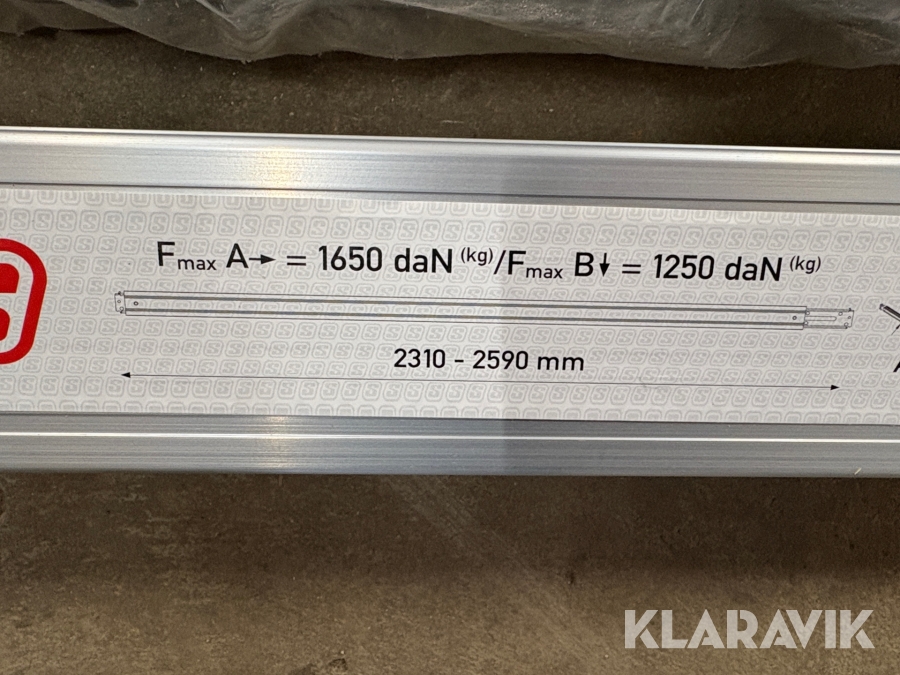 Fmax A→ = 1650 daN (kg)/Fmax B↓ = 1250 daN (kg)
2310 - 2590 mm
KLARAVIK